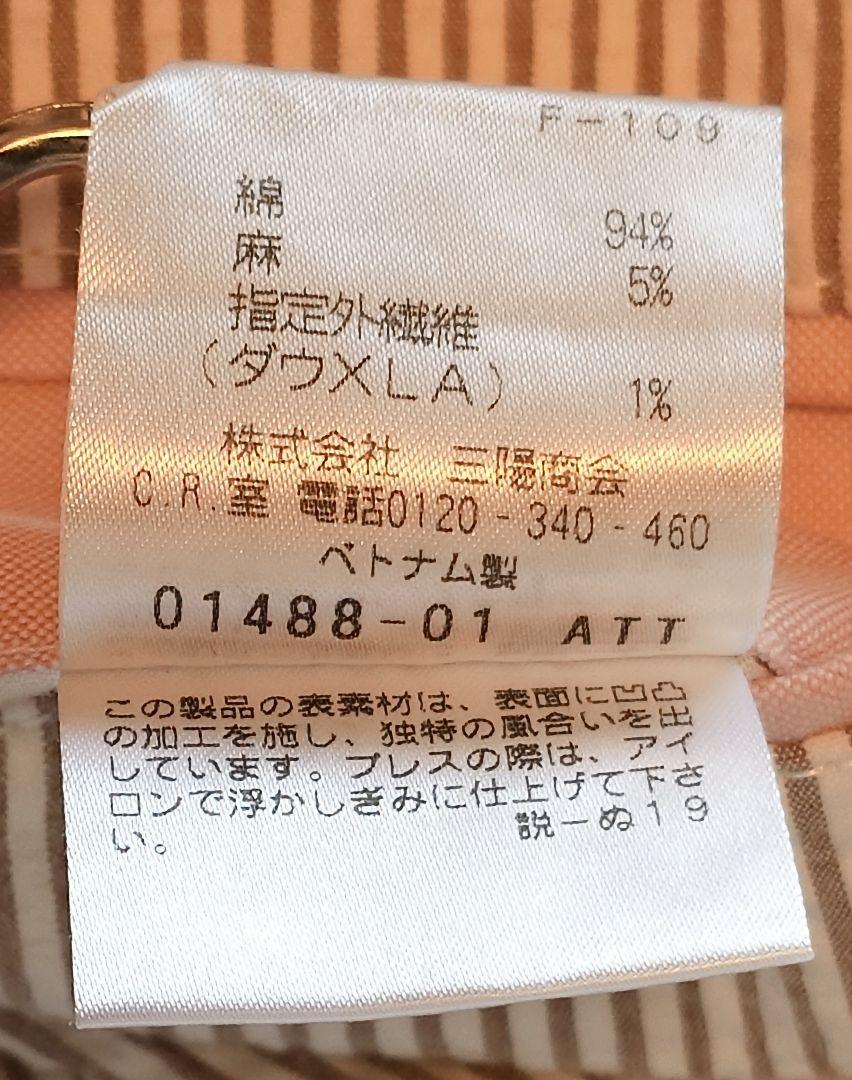 F-109
綿 94%
麻 5%
指定外繊維
(ダウXLA) 1%
株式会社 三陽商会
C.R.室 電話0120-340-460
ベトナム製
01488-01 ATT
この製品の表素材は、表面に凹凸
の加工を施し、独特の風合いを出
しています。プレスの際は、アイ
ロンで浮かしぎみに仕上げて下さ
い。 説-ぬ19